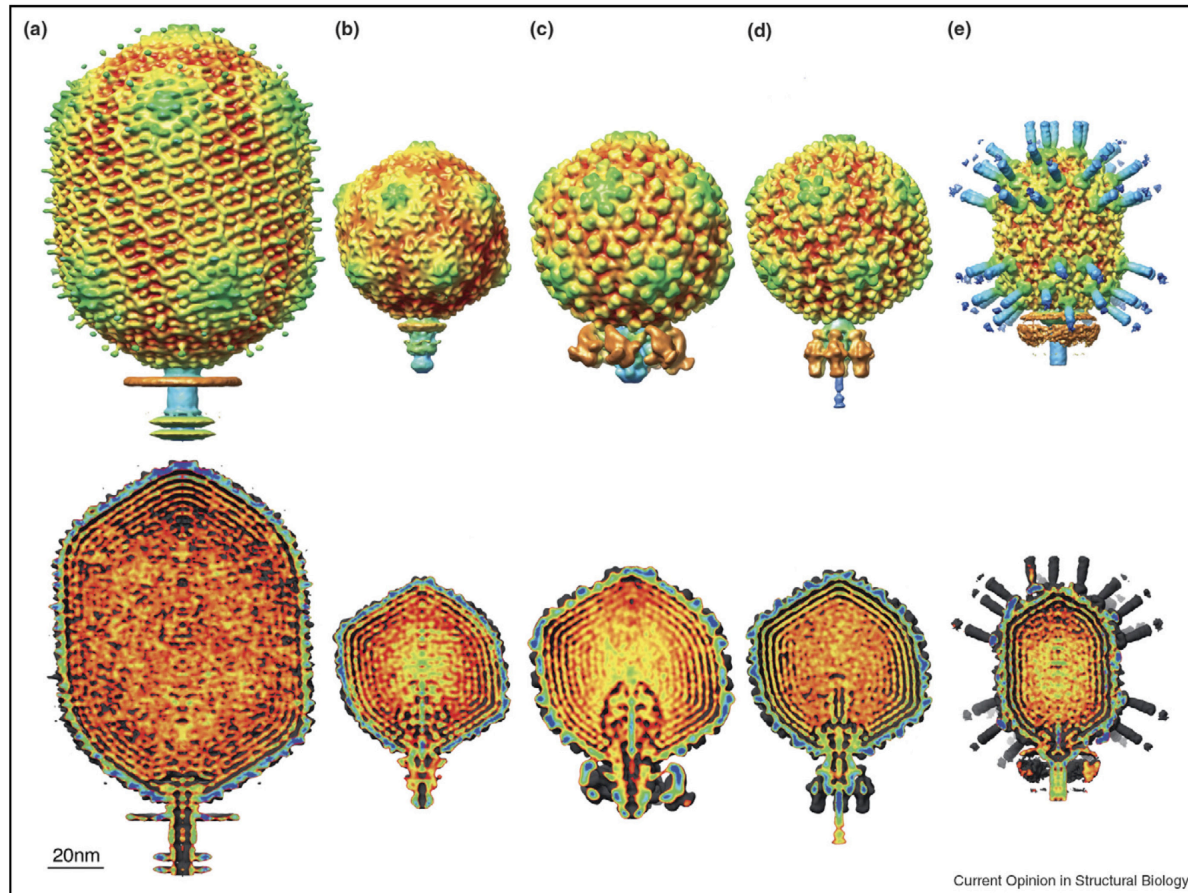 (a)
(b)
(c)
(d)
(e)
20nm
Current Opinion in Structural Biology